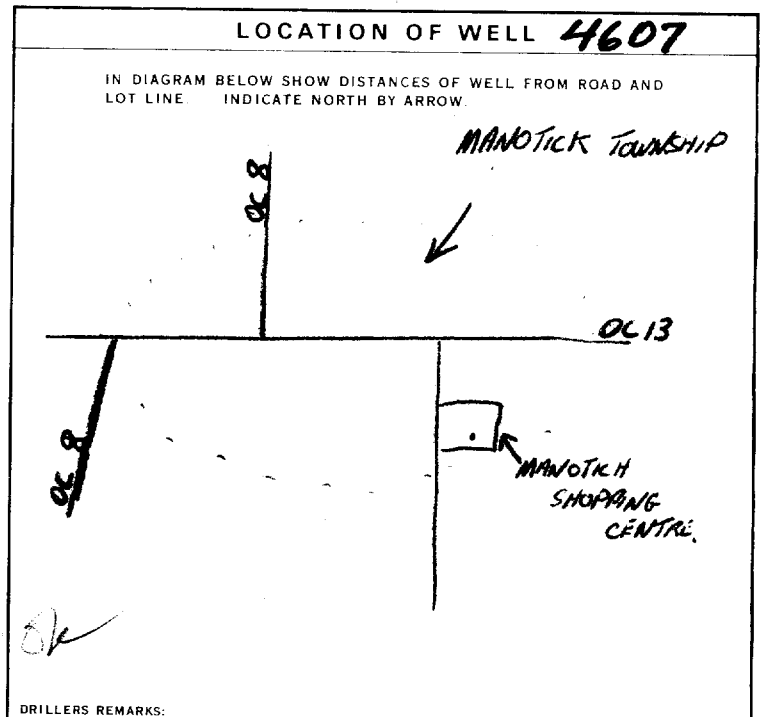 LOCATION OF WELL 4607
IN DIAGRAM BELOW SHOW DISTANCES OF WELL FROM ROAD AND
LOT LINE. INDICATE NORTH BY ARROW.
MANOTICK TOWNSHIP
OC 8
OC 13
OC 8
MANOTICH
SHOPPING
CENTRE.
DRILLERS REMARKS: